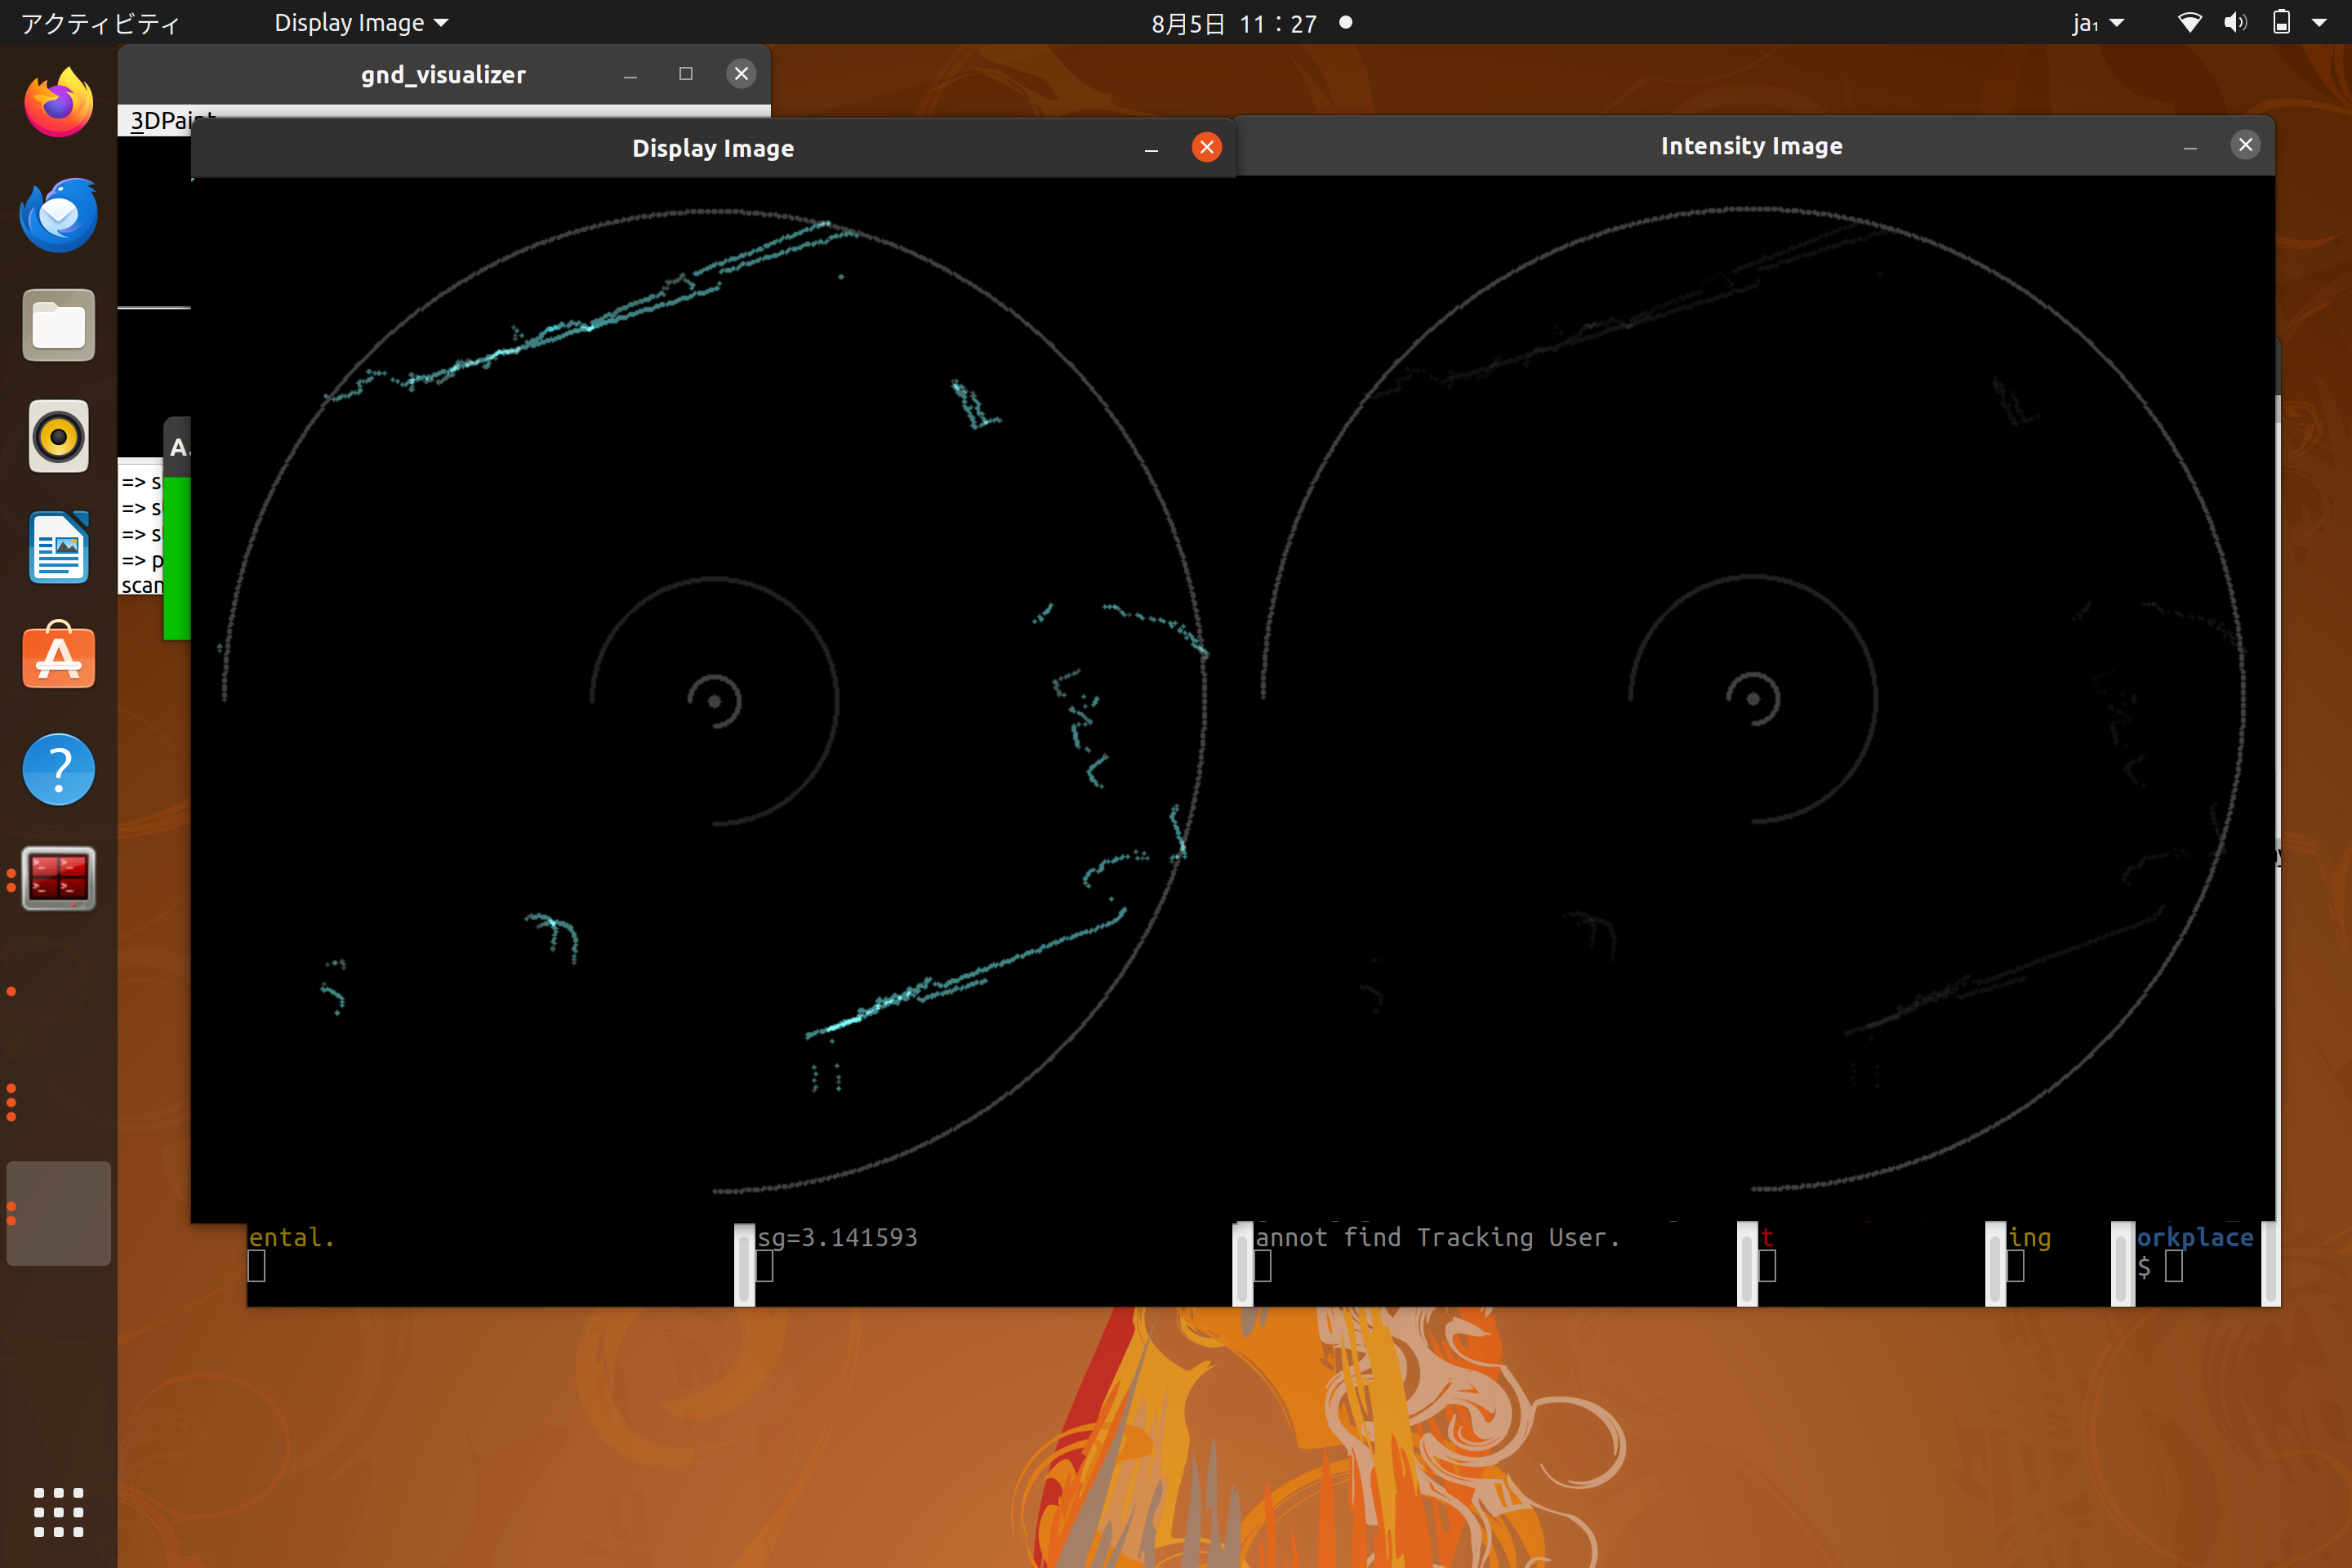 アクティビティ
Display Image
8月5日 11：27
ja₁
gnd_visualizer
3DPaint
Display Image
Intensity Image
A.
=> s
=> s
=> s
=> p
scan
ental.
sg=3.141593
annot find Tracking User.
t
ing
orkplace
$